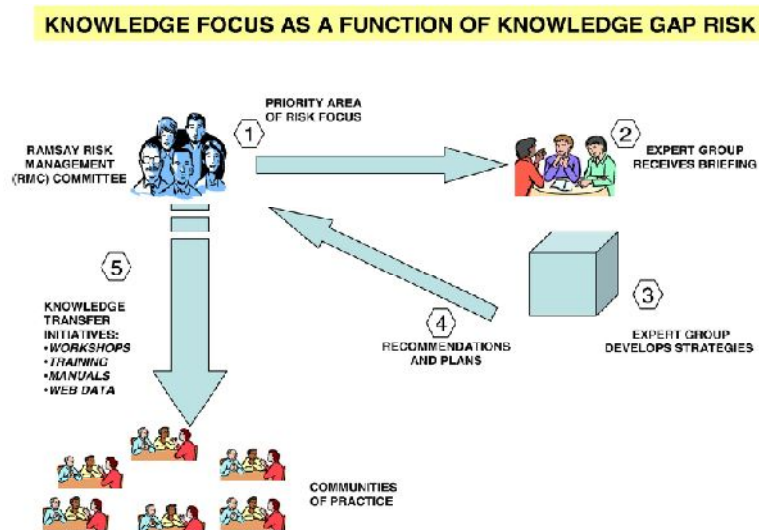 KNOWLEDGE FOCUS AS A FUNCTION OF KNOWLEDGE GAP RISK
PRIORITY AREA
OF RISK FOCUS
1
2
RAMSAY RISK
MANAGEMENT
(RMC) COMMITTEE
EXPERT GROUP
RECEIVES BRIEFING
5
3
4
KNOWLEDGE
TRANSFER
INITIATIVES:
•WORKSHOPS
•TRAINING
•MANUALS
•WEB DATA
RECOMMENDATIONS
AND PLANS
EXPERT GROUP
DEVELOPS STRATEGIES
COMMUNITIES
OF PRACTICE